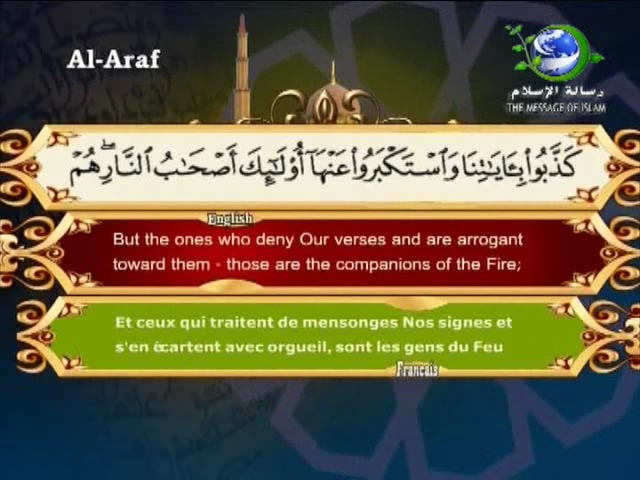 Al-Araf
رسالة الإسلام
THE MESSAGE OF ISLAM
كَذَّبُوا۟ بِـَٔايَـٰتِنَا وَٱسْتَكْبَرُوا۟ عَنْهَآ أُو۟لَـٰٓئِكَ أَصْحَـٰبُ ٱلنَّارِ ۖ هُمْ
English
But the ones who deny Our verses and are arrogant
toward them - those are the companions of the Fire;
Et ceux qui traitent de mensonges Nos signes et
s'en écartent avec orgueil, sont les gens du Feu
Francais